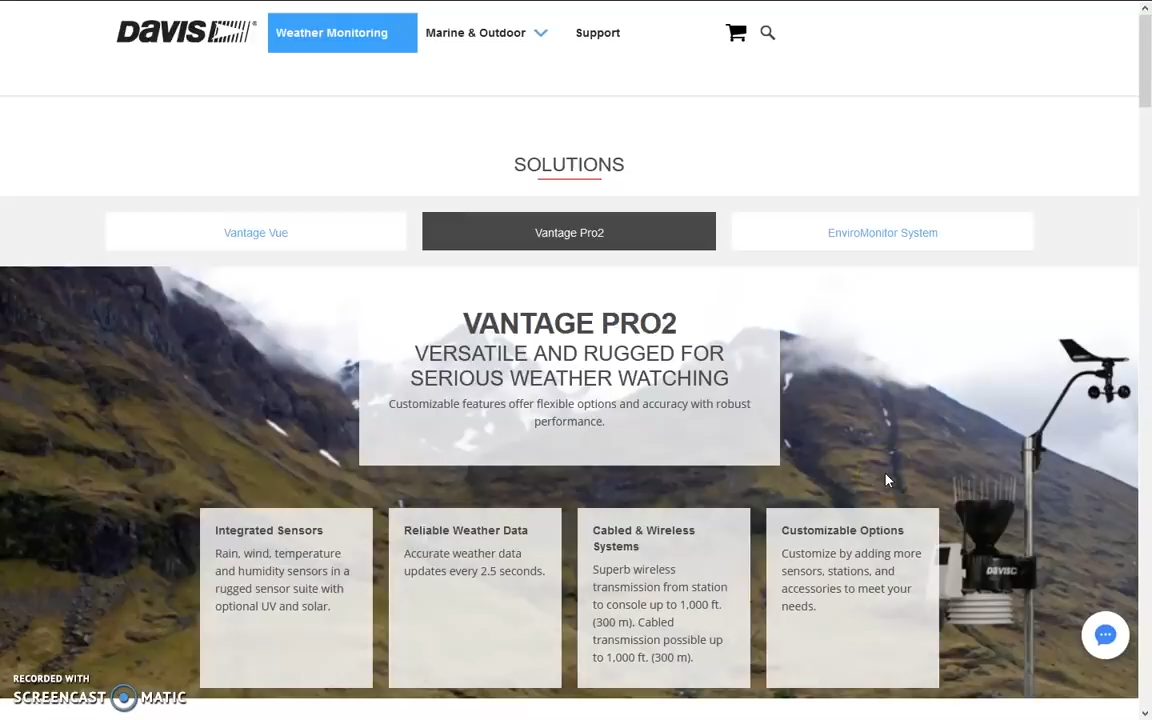 DAVIS
Weather Monitoring
Marine & Outdoor
Support
SOLUTIONS
Vantage Vue
Vantage Pro2
EnviroMonitor System
VANTAGE PRO2
VERSATILE AND RUGGED FOR
SERIOUS WEATHER WATCHING
Customizable features offer flexible options and accuracy with robust
performance.
Integrated Sensors
Rain, wind, temperature
and humidity sensors in a
rugged sensor suite with
optional UV and solar.
Reliable Weather Data
Accurate weather data
updates every 2.5 seconds.
Cabled & Wireless
Systems
Superb wireless
transmission from station
to console up to 1,000 ft.
(300 m). Cabled
transmission possible up
to 1,000 ft. (300 m).
Customizable Options
Customize by adding more
sensors, stations, and
accessories to meet your
needs.
DAVIS
RECORDED WITH
SCREENCAST MATIC